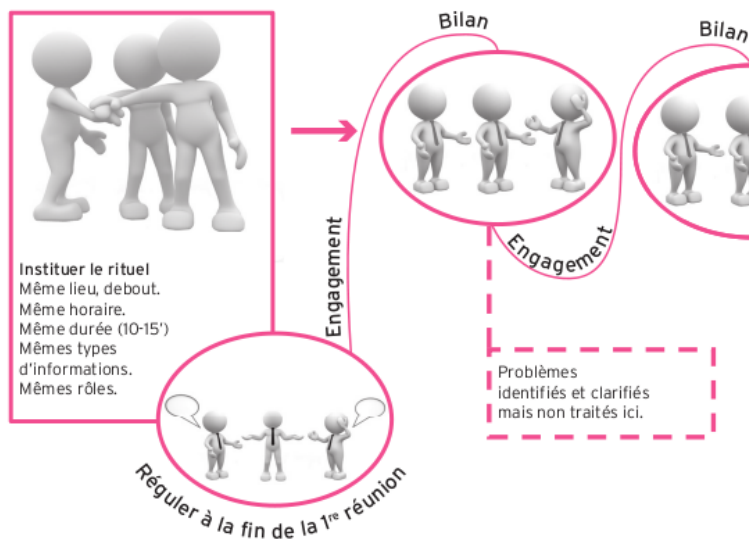 Bilan
Bilan
Engagement
Engagement
Instituer le rituel
Même lieu, debout.
Même horaire.
Même durée (10-15’)
Mêmes types
d’informations.
Mêmes rôles.
Problèmes
identifiés et clarifiés
mais non traités ici.
Réguler à la fin de la 1re réunion